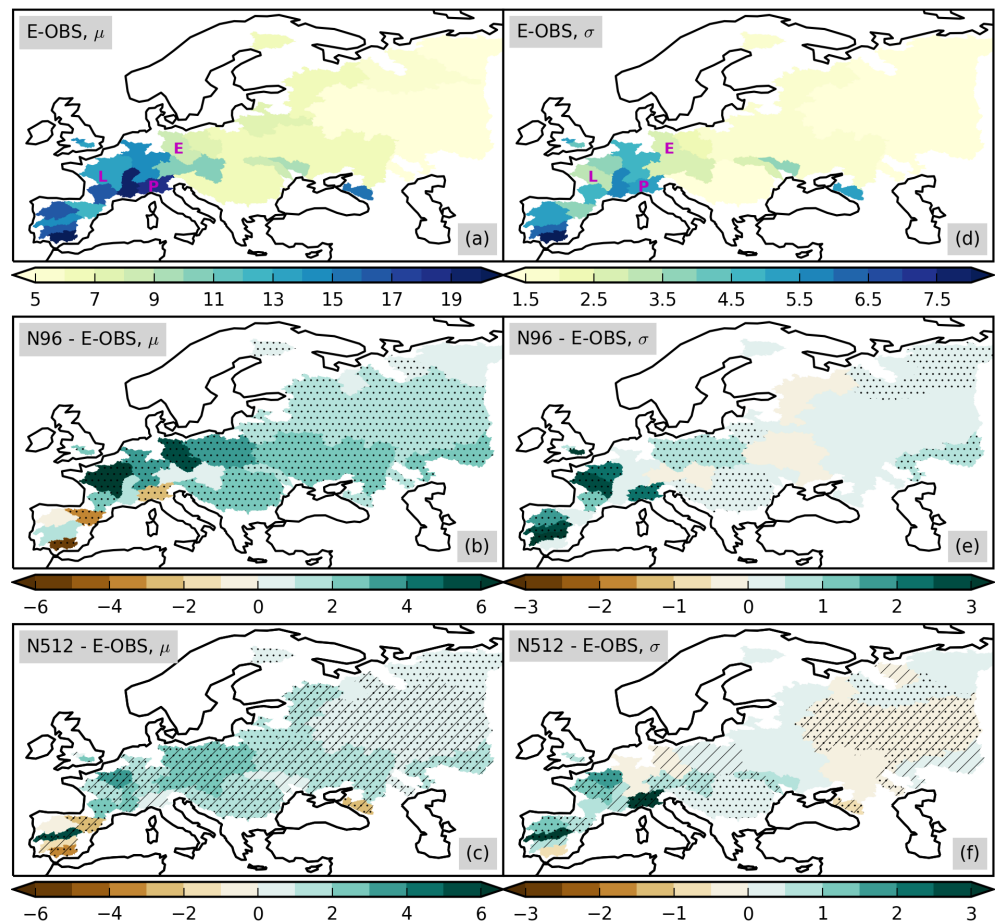 E-OBS, μ
E
L
P
(a)
5 7 9 11 13 15 17 19
E-OBS, σ
E
L
P
(d)
1.5 2.5 3.5 4.5 5.5 6.5 7.5
N96 - E-OBS, μ
(b)
−6 −4 −2 0 2 4 6
N96 - E-OBS, σ
(e)
−3 −2 −1 0 1 2 3
N512 - E-OBS, μ
(c)
−6 −4 −2 0 2 4 6
N512 - E-OBS, σ
(f)
−3 −2 −1 0 1 2 3